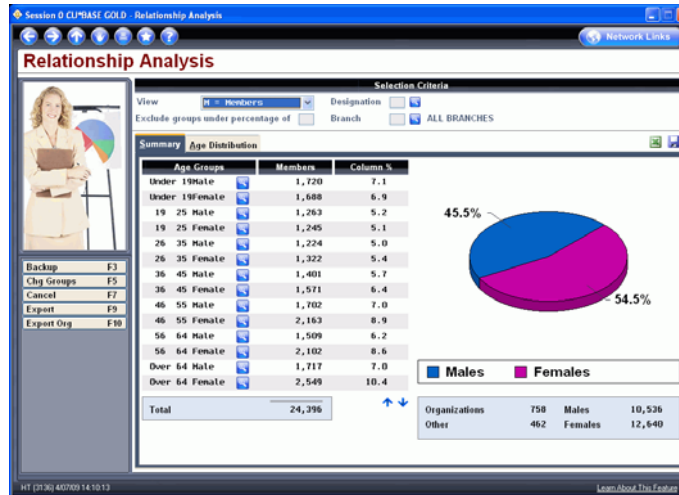 Session 0 CU*BASE GOLD - Relationship Analysis
Network Links
Relationship Analysis
Selection Criteria
View M = Members Designation
Exclude groups under percentage of Branch ALL BRANCHES
Summary Age Distribution
Age Groups Members Column %
Under 19Male 1,720 7.1
Under 19Female 1,688 6.9
19 25 Male 1,263 5.2
19 25 Female 1,245 5.1
26 35 Male 1,224 5.0
26 35 Female 1,322 5.4
36 45 Male 1,401 5.7
36 45 Female 1,571 6.4
46 55 Male 1,702 7.0
46 55 Female 2,163 8.9
56 64 Male 1,509 6.2
56 64 Female 2,102 8.6
Over 64 Male 1,717 7.0
Over 64 Female 2,549 10.4
Total 24,396
45.5%
54.5%
Males Females
Organizations 758 Males 10,536
Other 462 Females 12,640
Backup F3
Chg Groups F5
Cancel F7
Export F9
Export Org F10
HT (3136) 4/07/09 14:10:13
Learn About This Feature